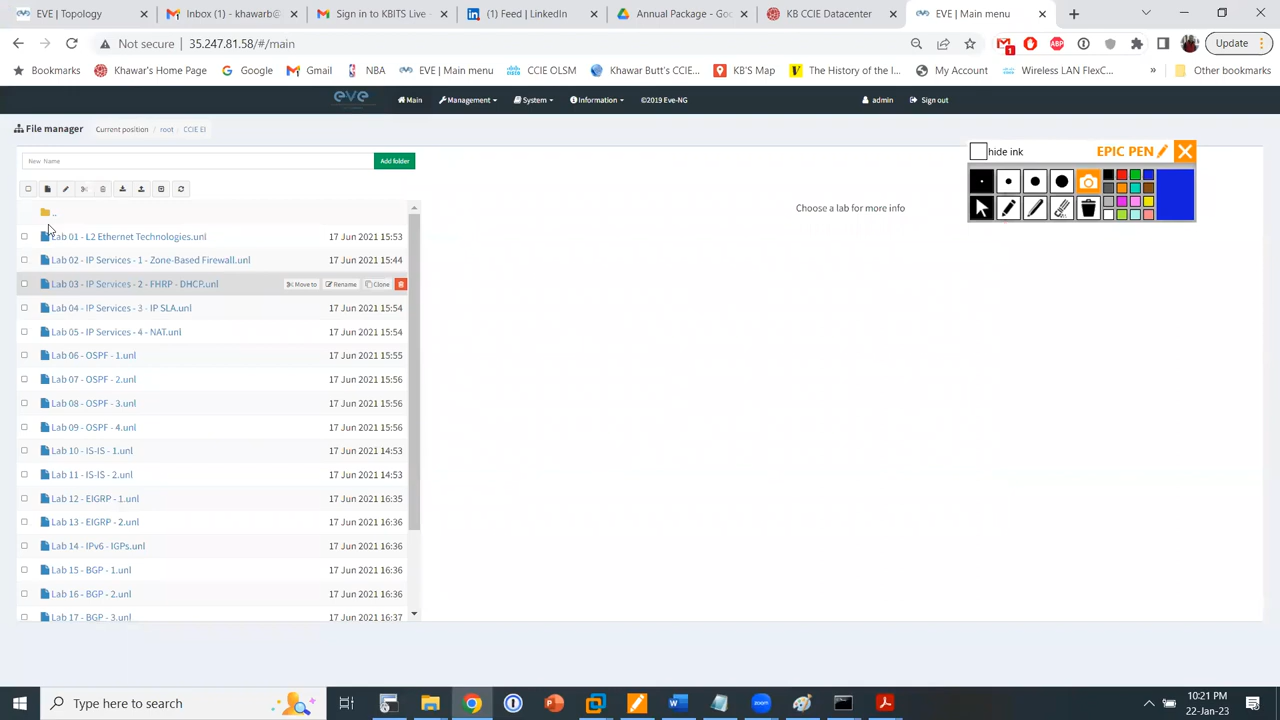 EVE | Topology
Inbox (1) - khawarb@
Sign in to KBITS Live -
(1) Feed | LinkedIn
Annual Package - Goo
KB CCIE Datacenter
EVE | Main menu
Not secure | 35.247.81.58/#/main
Update
Bookmarks
Khawar's Home Page
Google
Gmail
NBA
EVE | Main menu
CCIE OLSM
Khawar Butt's CCIE...
KB'S Map
The History of the I...
My Account
Wireless LAN FlexC...
»
Other bookmarks
eve
Main
Management
System
Information
©2019 Eve-NG
admin
Sign out
File manager
Current position
root
CCIE EI
New Name
Add folder
hide ink
EPIC PEN
..
Choose a lab for more info
Lab 01 - L2 Ethernet Technologies.unl 17 Jun 2021 15:53
Lab 02 - IP Services - 1 - Zone-Based Firewall.unl 17 Jun 2021 15:44
Lab 03 - IP Services - 2 - FHRP - DHCP.unl Move to Rename Clone
Lab 04 - IP Services - 3 - IP SLA.unl 17 Jun 2021 15:54
Lab 05 - IP Services - 4 - NAT.unl 17 Jun 2021 15:54
Lab 06 - OSPF - 1.unl 17 Jun 2021 15:55
Lab 07 - OSPF - 2.unl 17 Jun 2021 15:56
Lab 08 - OSPF - 3.unl 17 Jun 2021 15:56
Lab 09 - OSPF - 4.unl 17 Jun 2021 15:56
Lab 10 - IS-IS - 1.unl 17 Jun 2021 14:53
Lab 11 - IS-IS - 2.unl 17 Jun 2021 14:53
Lab 12 - EIGRP - 1.unl 17 Jun 2021 16:35
Lab 13 - EIGRP - 2.unl 17 Jun 2021 16:36
Lab 14 - IPv6 - IGPs.unl 17 Jun 2021 16:36
Lab 15 - BGP - 1.unl 17 Jun 2021 16:36
Lab 16 - BGP - 2.unl 17 Jun 2021 16:36
Lab 17 - BGP - 3.unl 17 Jun 2021 16:37
Type here to search
10:21 PM
22-Jan-23